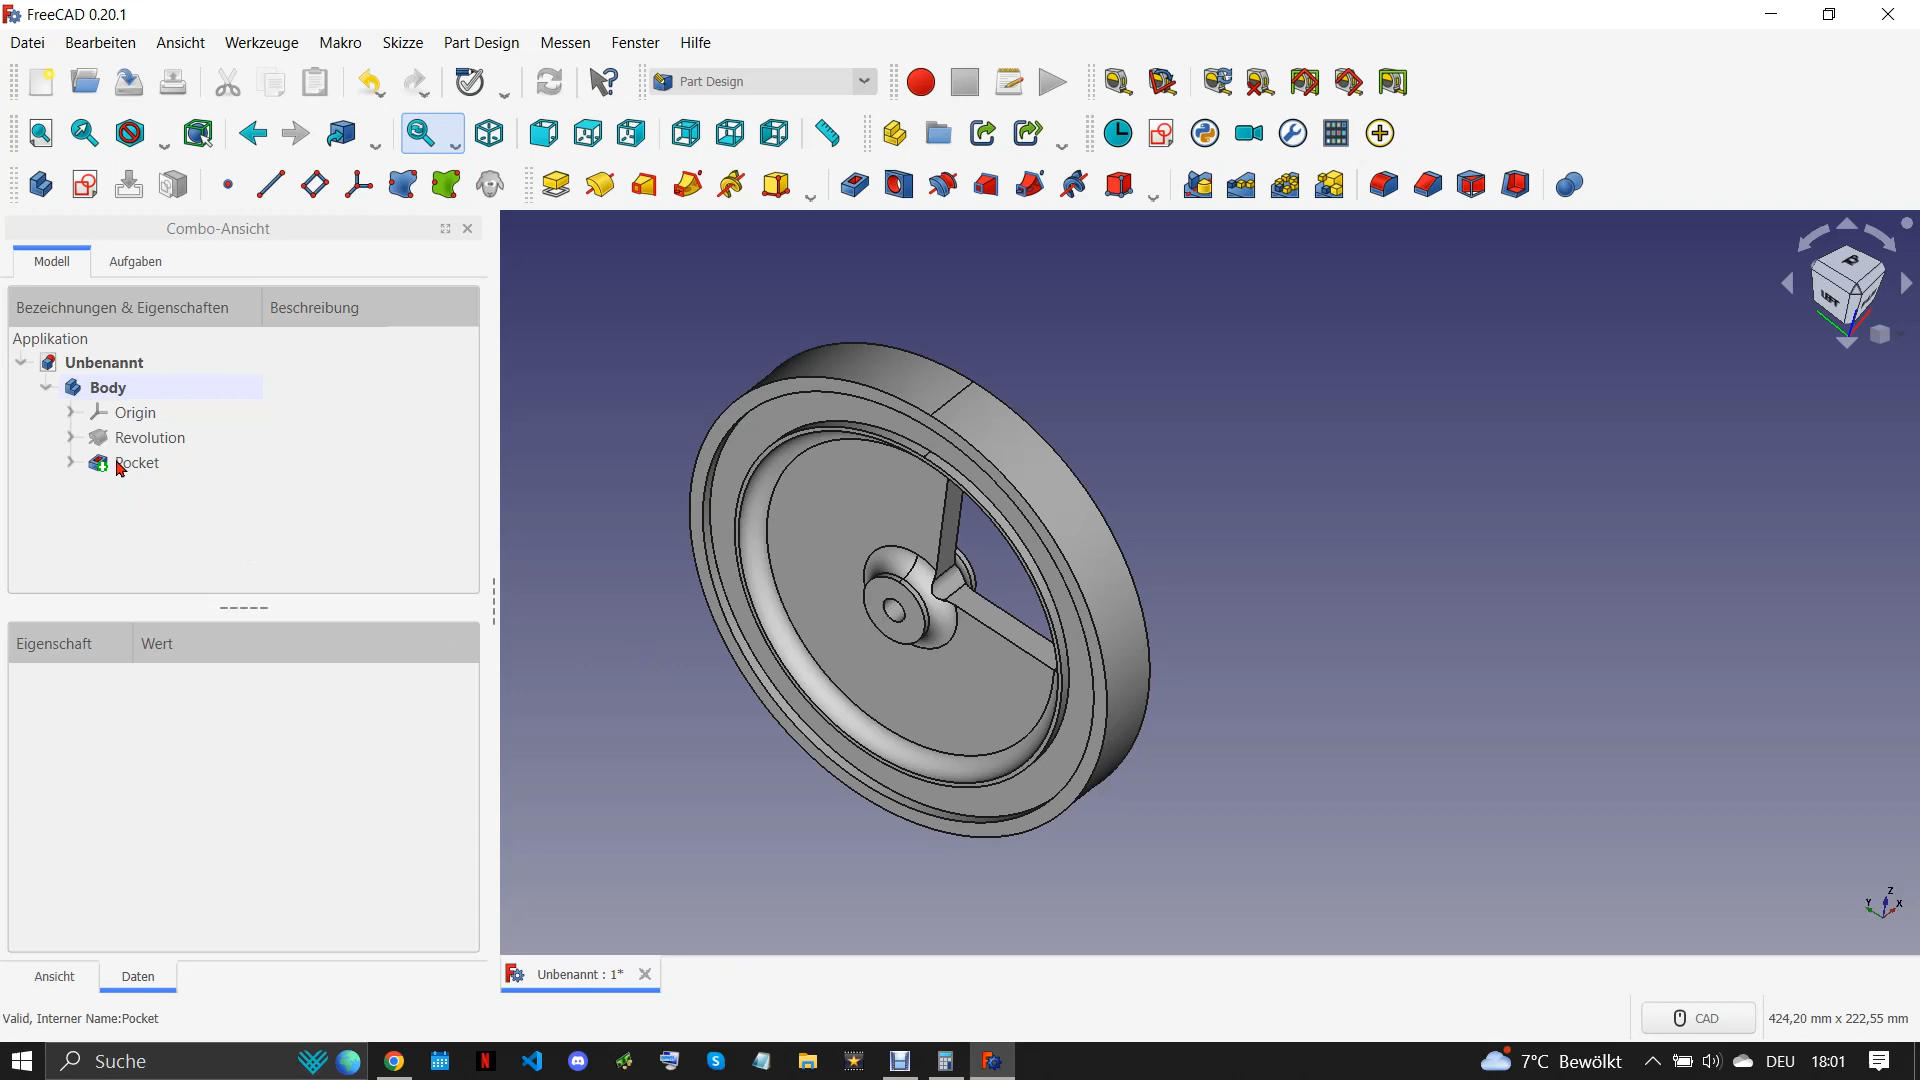 FreeCAD 0.20.1
Datei Bearbeiten Ansicht Werkzeuge Makro Skizze Part Design Messen Fenster Hilfe
Part Design
Combo-Ansicht
Modell Aufgaben
Bezeichnungen & Eigenschaften Beschreibung
Applikation
Unbenannt
Body
Origin
Revolution
Pocket
LEFT
Z
Y X
Eigenschaft Wert
Ansicht Daten
Unbenannt : 1*
Valid, Interner Name:Pocket
CAD 424,20 mm x 222,55 mm
Suche
7°C Bewölkt
DEU 18:01